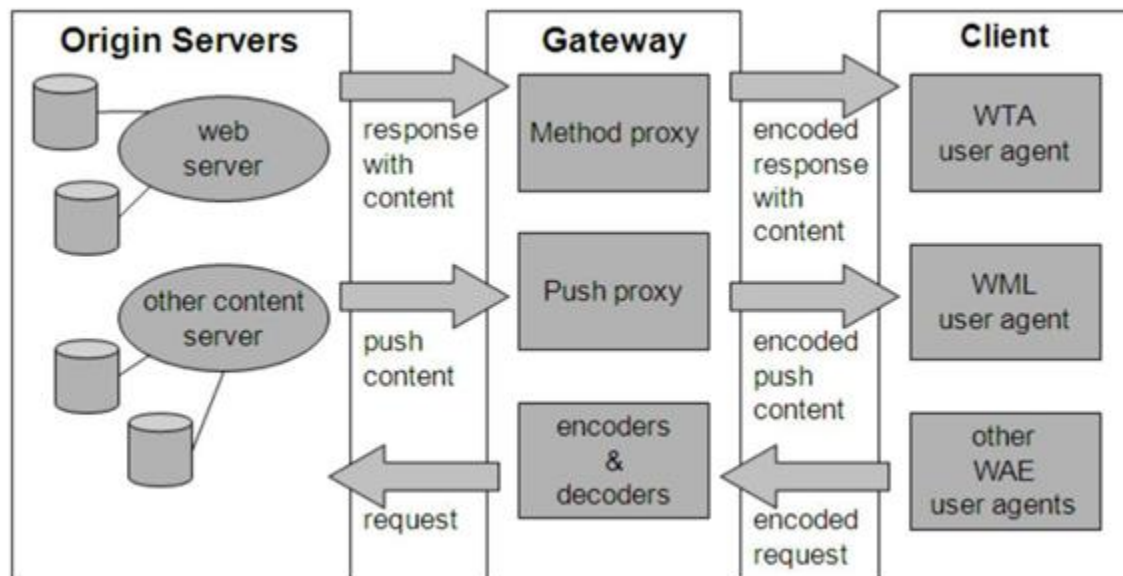 Origin Servers
web
server
other content
server
response
with
content
push
content
request
Gateway
Method proxy
Push proxy
encoders
&
decoders
encoded
response
with
content
encoded
push
content
encoded
request
Client
WTA
user agent
WML
user agent
other
WAE
user agents